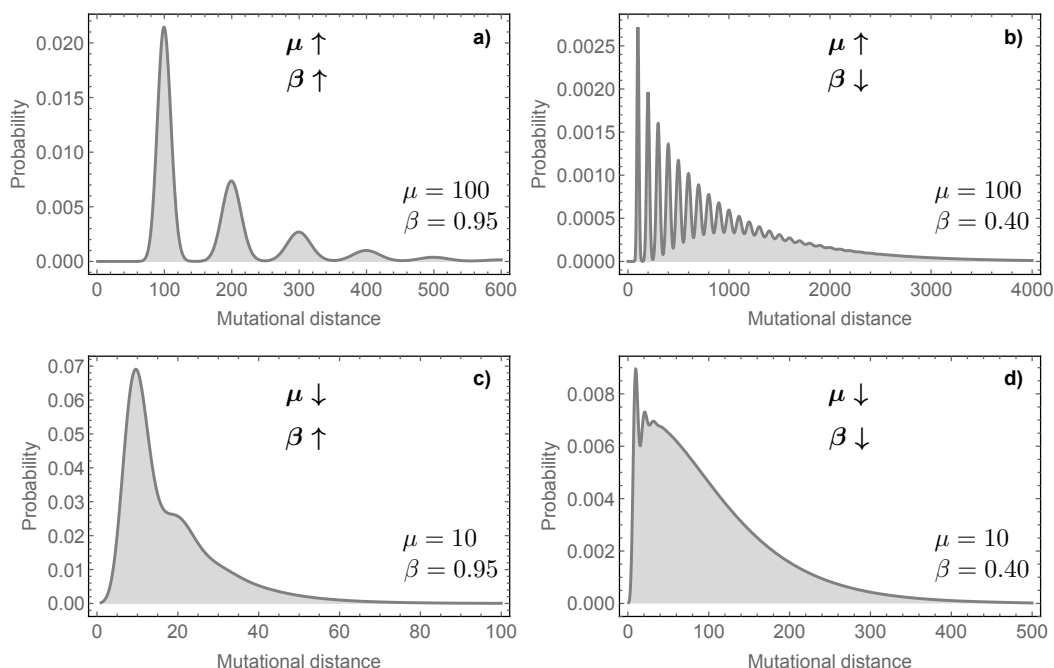 a)
μ ↑
β ↑
μ = 100
β = 0.95
Probability
0.020
0.015
0.010
0.005
0.000
0 100 200 300 400 500 600
Mutational distance
b)
μ ↑
β ↓
μ = 100
β = 0.40
Probability
0.0025
0.0020
0.0015
0.0010
0.0005
0.0000
0 1000 2000 3000 4000
Mutational distance
c)
μ ↓
β ↑
μ = 10
β = 0.95
Probability
0.07
0.06
0.05
0.04
0.03
0.02
0.01
0.00
0 20 40 60 80 100
Mutational distance
d)
μ ↓
β ↓
μ = 10
β = 0.40
Probability
0.008
0.006
0.004
0.002
0.000
0 100 200 300 400 500
Mutational distance